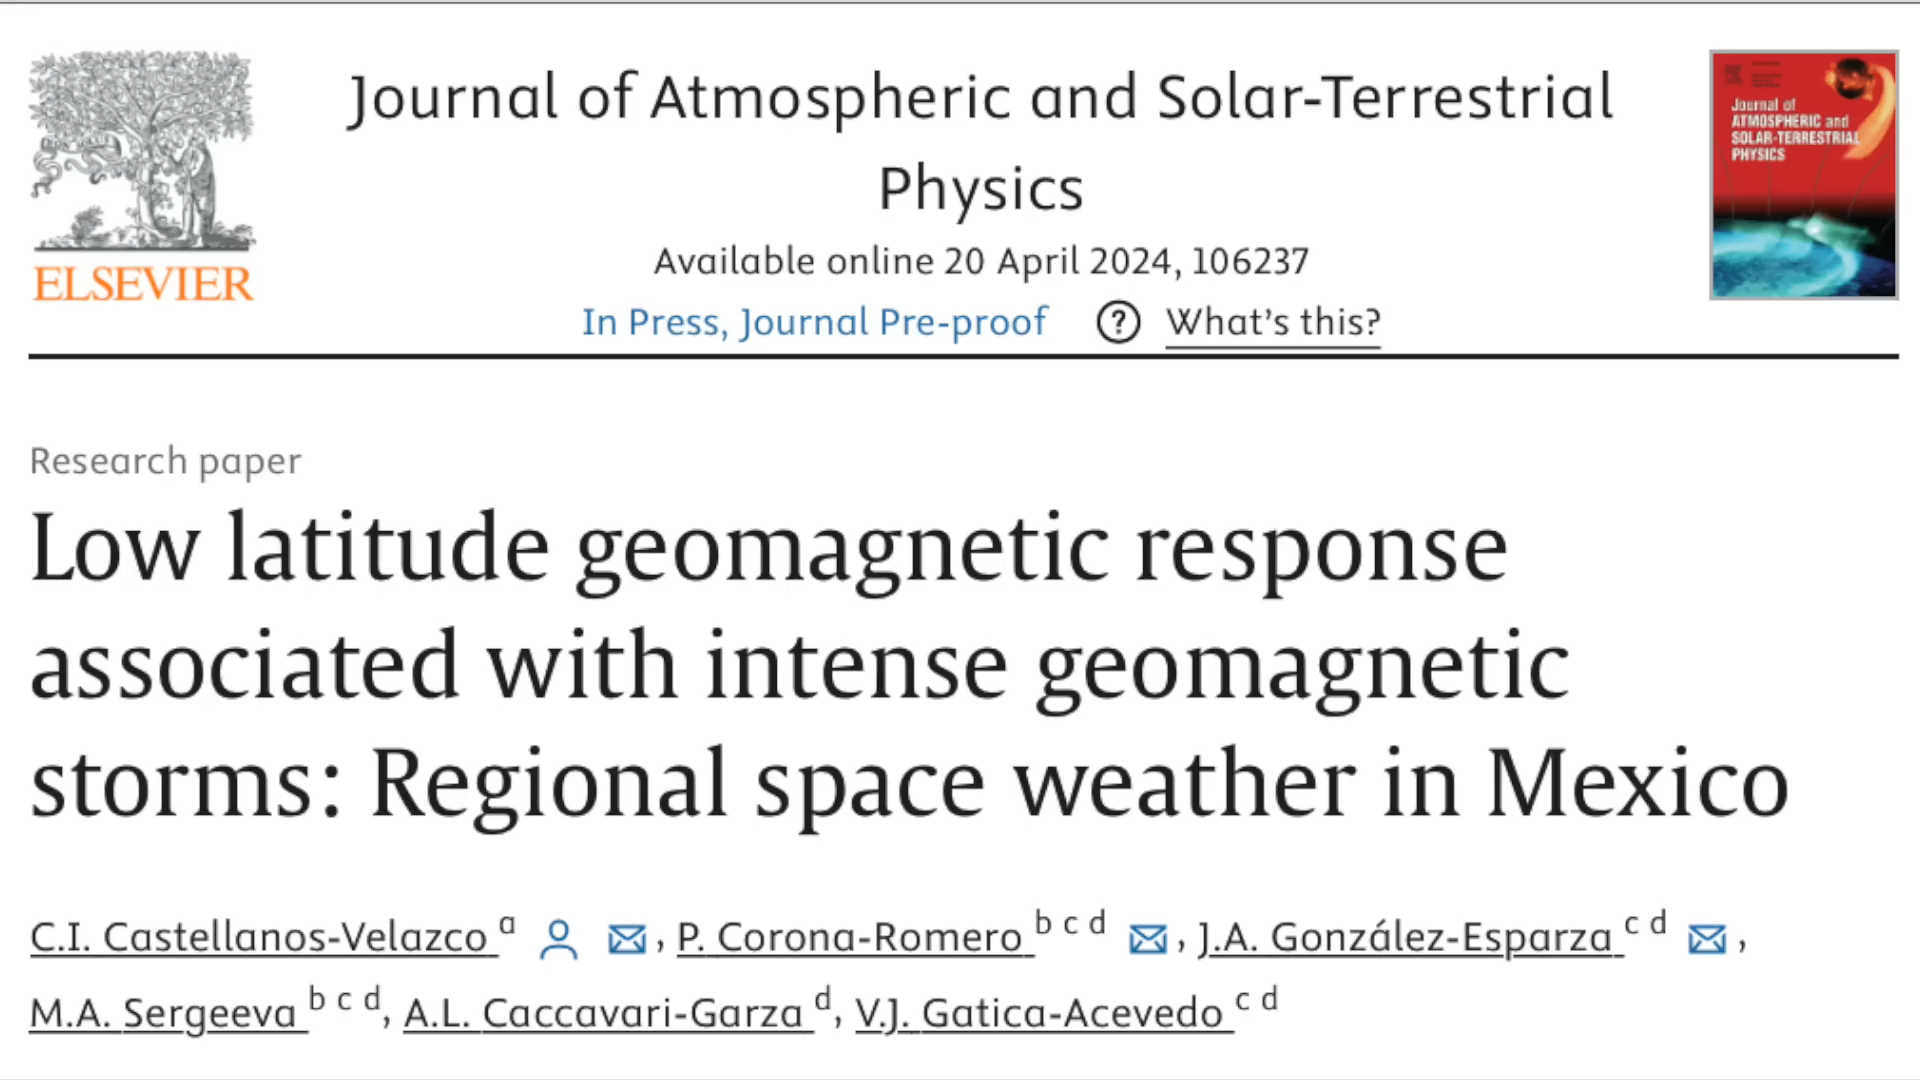 ELSEVIER
Journal of Atmospheric and Solar-Terrestrial
Physics
Available online 20 April 2024, 106237
In Press, Journal Pre-proof ? What's this?
Journal of
ATMOSPHERIC and
SOLAR-TERRESTRIAL
PHYSICS
Research paper
Low latitude geomagnetic response
associated with intense geomagnetic
storms: Regional space weather in Mexico
C.I. Castellanos-Velazco a, P. Corona-Romero b c d, J.A. González-Esparza c d,
M.A. Sergeeva b c d, A.L. Caccavari-Garza d, V.J. Gatica-Acevedo c d